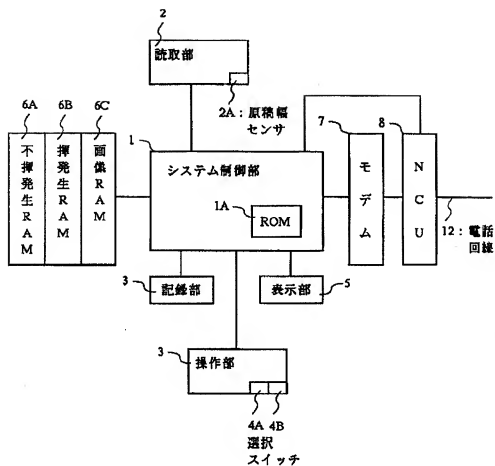 2
読取部
2A：原稿幅
センサ
6A 6B 6C
不揮発生RAM
揮発生RAM
画像RAM
1
システム制御部
1A
ROM
7
モデム
8
NCU
12：電話
回線
3
記録部
表示部
5
3
操作部
4A 4B
選択
スイッチ